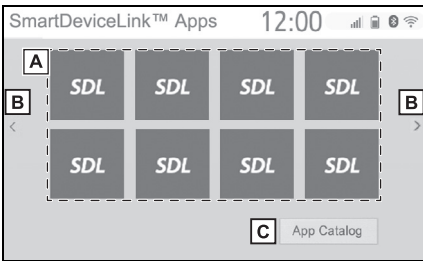 SmartDeviceLink™ Apps 12:00
A
SDL SDL SDL SDL
B B
< >
SDL SDL SDL SDL
C App Catalog